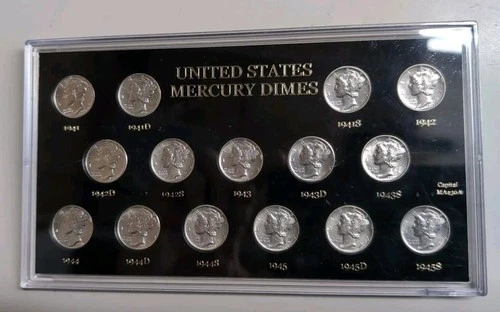 UNITED STATES
MERCURY DIMES
1941 1941D 1941S 1942
1942D 1942S 1943 1943D 1943S
Capital
1944 1944D 1944S 1945 1945D 1945S